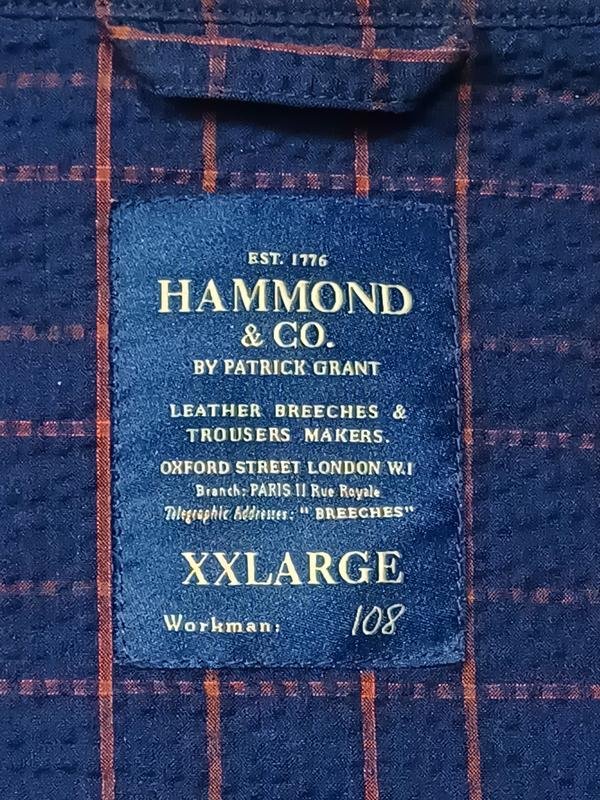 EST. 1776
HAMMOND
& CO.
BY PATRICK GRANT
LEATHER BREECHES &
TROUSERS MAKERS.
OXFORD STREET LONDON W.1
Branch: PARIS 11 Rue Royale
Telegraphic Addresses: "BREECHES"
XXLARGE
Workman: 108